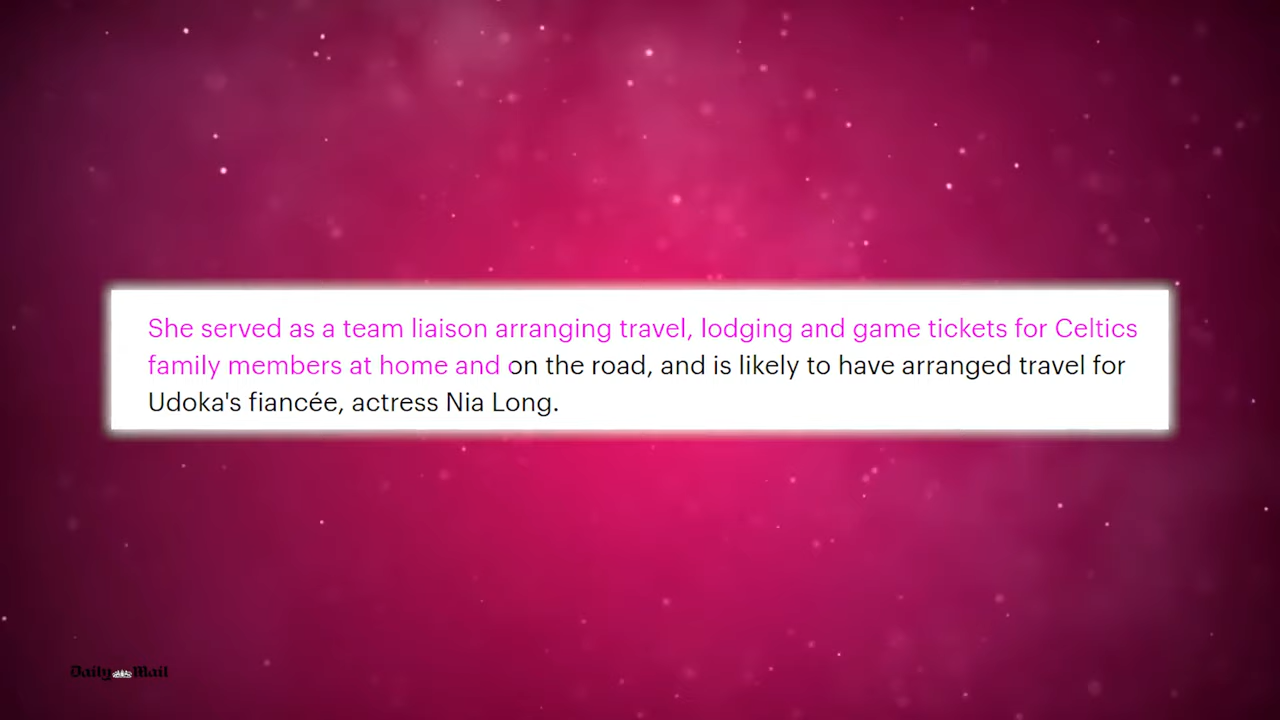 She served as a team liaison arranging travel, lodging and game tickets for Celtics
family members at home and on the road, and is likely to have arranged travel for
Udoka's fiancée, actress Nia Long.
Daily Mail